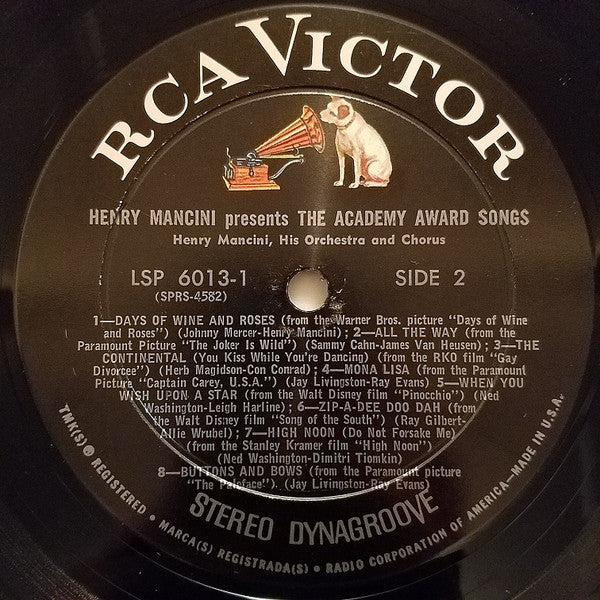 RCA VICTOR
HENRY MANCINI presents THE ACADEMY AWARD SONGS
Henry Mancini, His Orchestra and Chorus
LSP 6013-1 SIDE 2
(SPRS-4582)
1—DAYS OF WINE AND ROSES (from the Warner Bros. picture "Days of Wine
and Roses") (Johnny Mercer-Henry Mancini); 2—ALL THE WAY (from the
Paramount Picture "The Joker Is Wild") (Sammy Cahn-James Van Heusen); 3—THE
CONTINENTAL (You Kiss While You're Dancing) (from the RKO film "Gay
Divorcee") (Herb Magidson-Con Conrad); 4—MONA LISA (from the Paramount
Picture "Captain Carey, U.S.A.") (Jay Livingston-Ray Evans) 5—WHEN YOU
WISH UPON A STAR (from the Walt Disney film "Pinocchio") (Ned
Washington-Leigh Harline); 6—ZIP-A-DEE DOO DAH (from
the Walt Disney film "Song of the South") (Ray Gilbert-
Allie Wrubel); 7—HIGH NOON (Do Not Forsake Me)
(from the Stanley Kramer film "High Noon")
(Ned Washington-Dimitri Tiomkin)
8—BUTTONS AND BOWS (from the Paramount picture
"The Paleface"). (Jay Livingston-Ray Evans)
STEREO DYNAGROOVE
TMK(S) ® REGISTERED • MARCA(S) REGISTRADA(S) • RADIO CORPORATION OF AMERICA—MADE IN U.S.A.